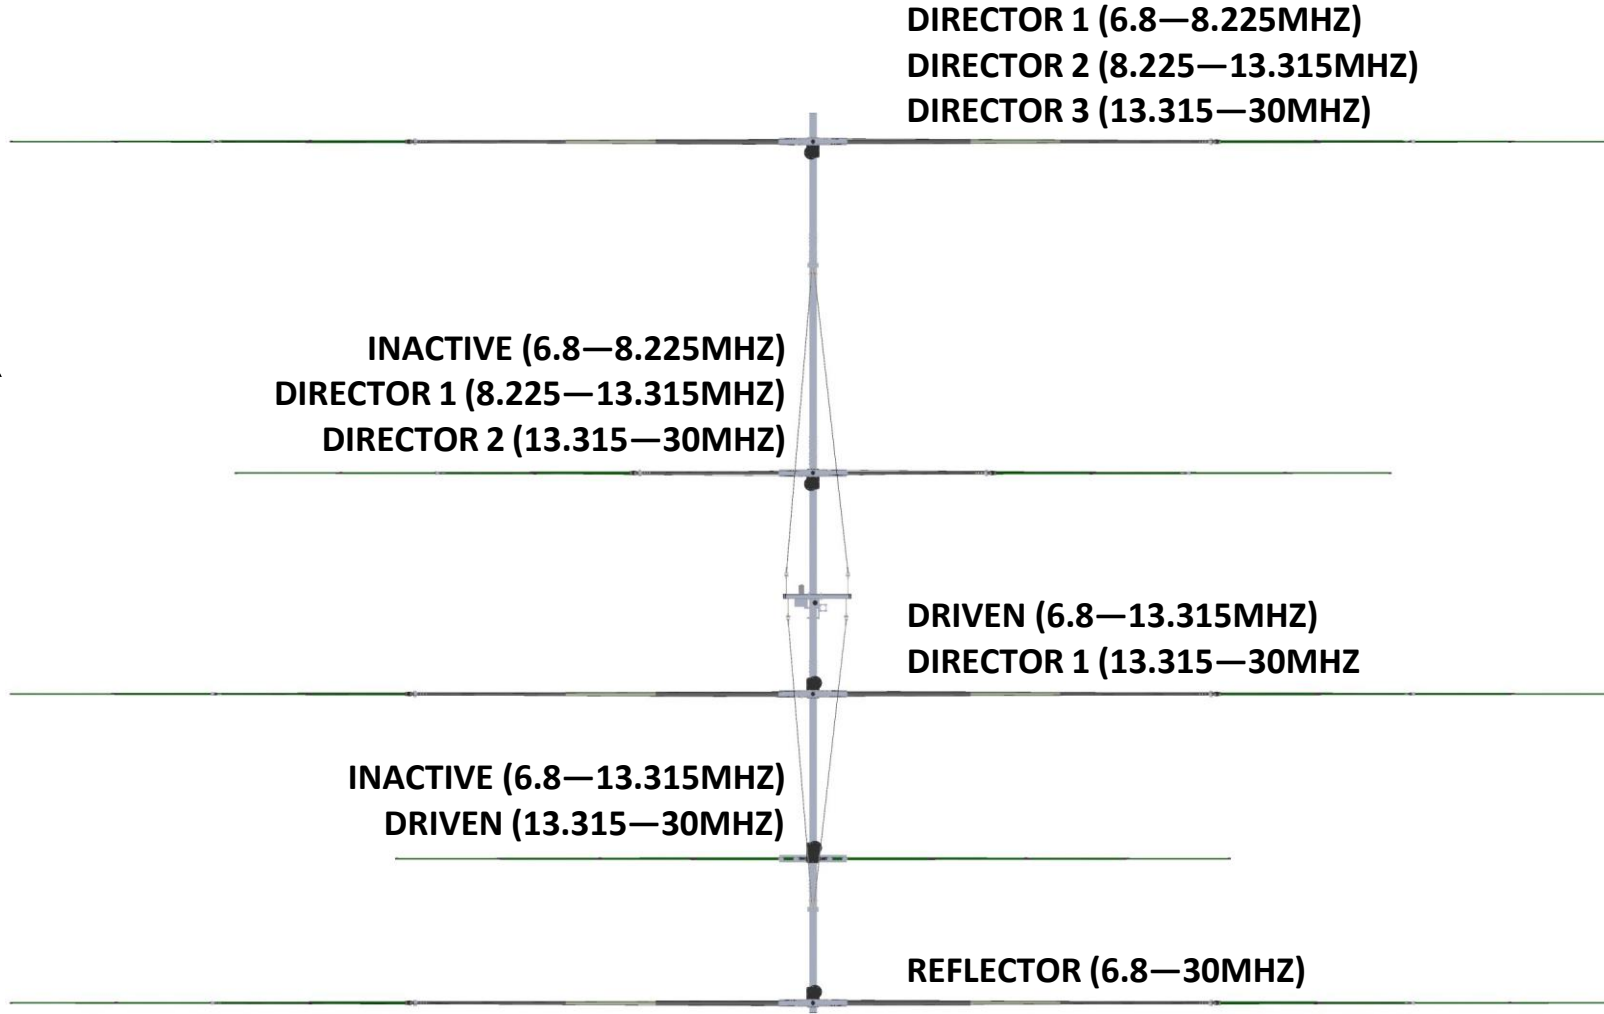 DIRECTOR 1 (6.8—8.225MHZ)
DIRECTOR 2 (8.225—13.315MHZ)
DIRECTOR 3 (13.315—30MHZ)
INACTIVE (6.8—8.225MHZ)
DIRECTOR 1 (8.225—13.315MHZ)
DIRECTOR 2 (13.315—30MHZ)
DRIVEN (6.8—13.315MHZ)
DIRECTOR 1 (13.315—30MHZ
INACTIVE (6.8—13.315MHZ)
DRIVEN (13.315—30MHZ)
REFLECTOR (6.8—30MHZ)